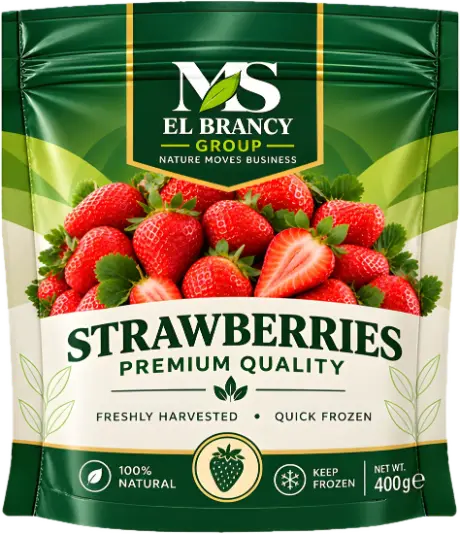 MS
EL BRANCY
GROUP
NATURE MOVES BUSINESS
STRAWBERRIES
PREMIUM QUALITY
FRESHLY HARVESTED • QUICK FROZEN
100%
NATURAL
KEEP
FROZEN
NET WT.
400g℮